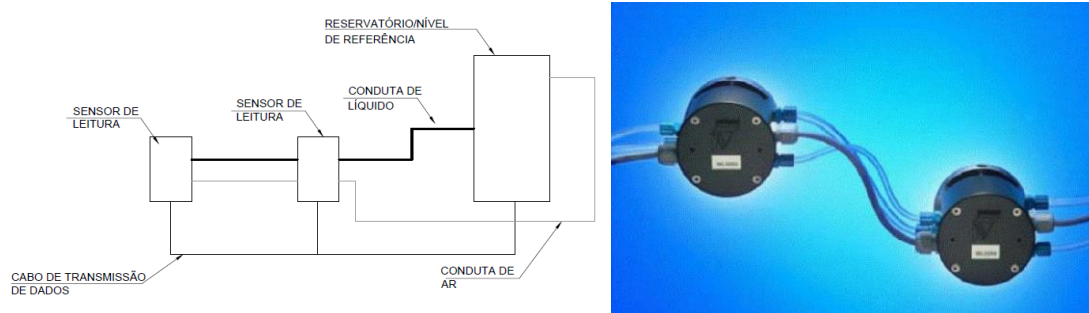 RESERVATÓRIO/NÍVEL
DE REFERÊNCIA
SENSOR DE
LEITURA
SENSOR DE
LEITURA
CONDUTA DE
LÍQUIDO
CABO DE TRANSMISSÃO
DE DADOS
CONDUTA DE
AR